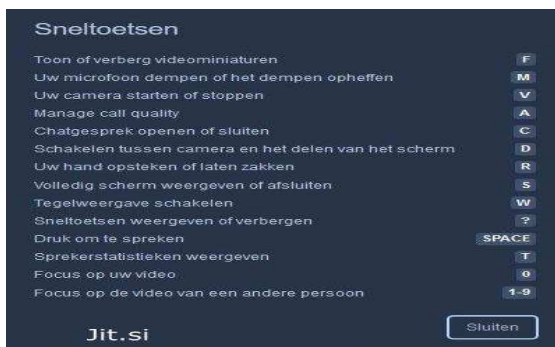 Sneltoetsen
Toon of verberg videominiaturen F
Uw microfoon dempen of het dempen opheffen M
Uw camera starten of stoppen V
Manage call quality A
Chatgesprek openen of sluiten C
Schakelen tussen camera en het delen van het scherm D
Uw hand opsteken of laten zakken R
Volledig scherm weergeven of afsluiten S
Tegelweergave schakelen W
Sneltoetsen weergeven of verbergen ?
Druk om te spreken SPACE
Sprekerstatistieken weergeven T
Focus op uw video 0
Focus op de video van een andere persoon 1-9
Jit.si Sluiten